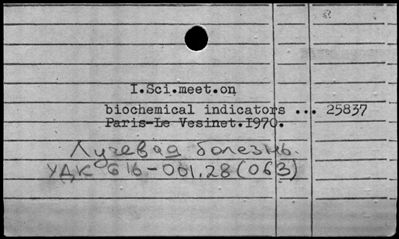 I.Sci.meet.on
biochemical indicators ... 25837
Paris-Le Vesinet.I970.
Лучевая болезнь.
УДК 616-001.28(063)